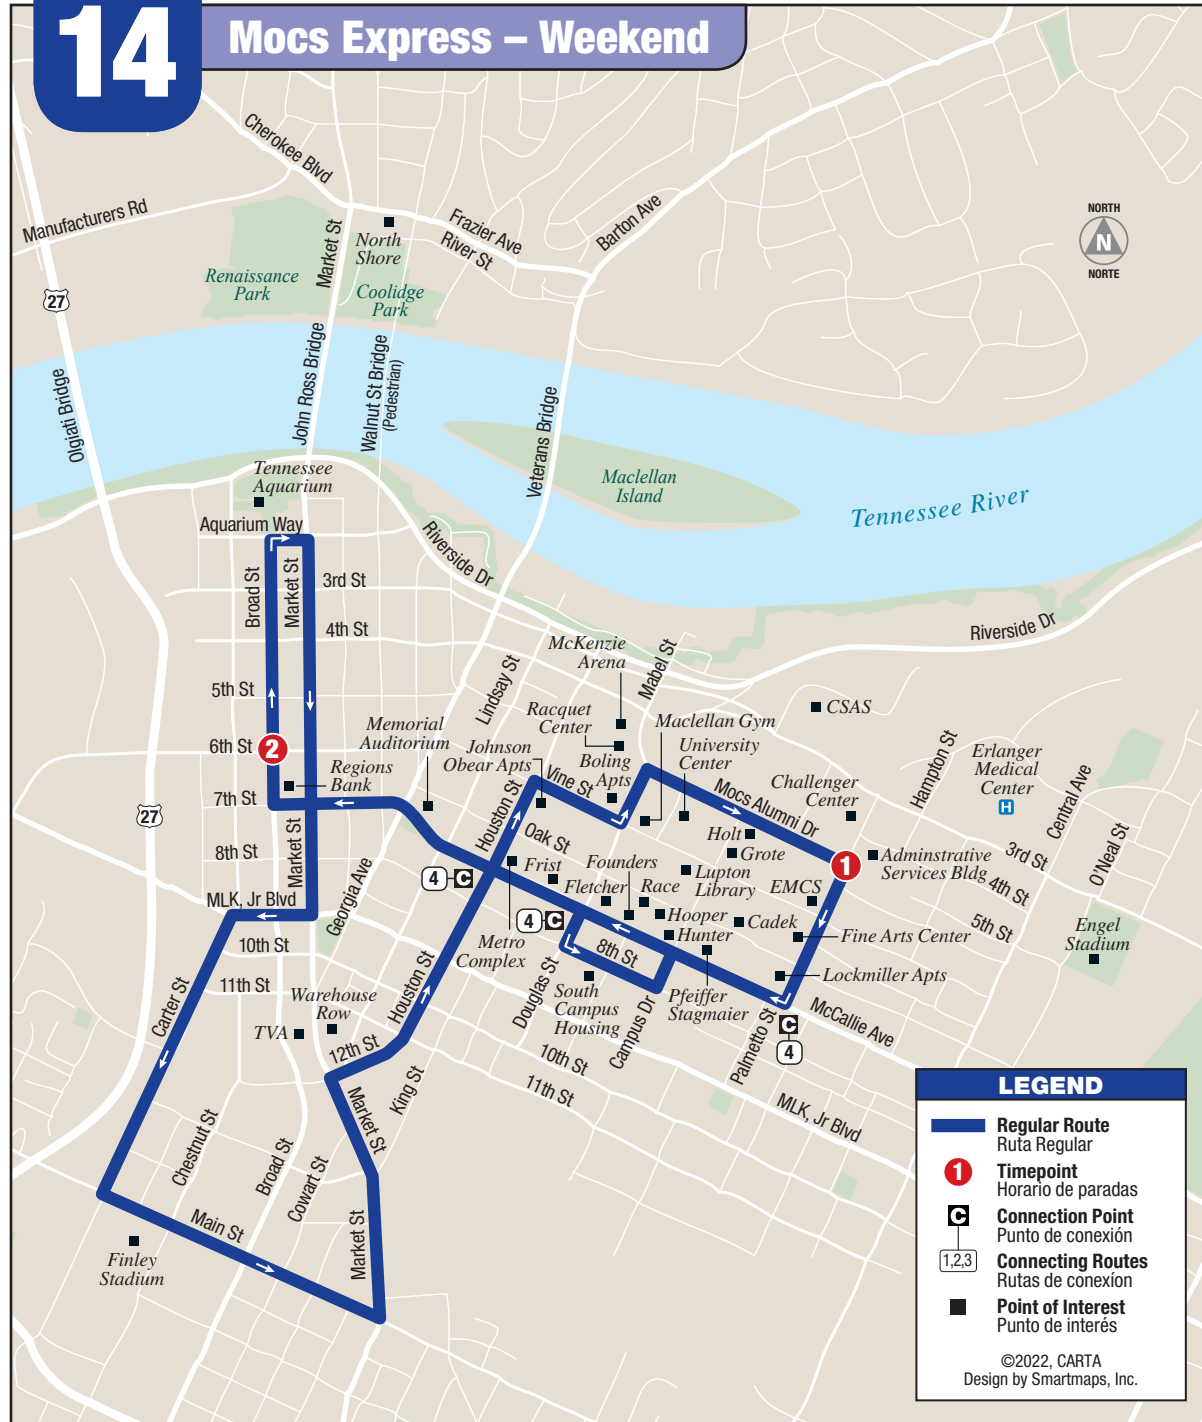 14
Mocs Express – Weekend
Cherokee Blvd
Manufacturers Rd
Market St
North
Shore
Frazier Ave
River St
Barton Ave
NORTH
N
NORTE
Renaissance
Park
Coolidge
Park
27
Olgiati Bridge
John Ross Bridge
Walnut St Bridge
(Pedestrian)
Veterans Bridge
Maclellan
Island
Tennessee River
Tennessee
Aquarium
Aquarium Way
Riverside Dr
Riverside Dr
Broad St
Market St
3rd St
4th St
5th St
6th St
2
7th St
8th St
Regions
Bank
Market St
MLK, Jr Blvd
10th St
11th St
27
Memorial
Auditorium
Georgia Ave
Lindsay St
McKenzie
Arena
Mabel St
Racquet
Center
Maclellan Gym
Johnson
Obear Apts
Vine St
Boling
Apts
University
Center
CSAS
Mocs Alumni Dr
Challenger
Center
Hampton St
Erlanger
Medical
Center
H
Central Ave
O'Neal St
3rd St
4th St
5th St
Houston St
Oak St
Holt
Grote
1
Adminstrative
Services Bldg
Frist
Founders
Fletcher
Race
Lupton
Library
EMCS
4
C
4
C
Hooper
Hunter
Cadek
Fine Arts Center
Engel
Stadium
Metro
Complex
8th St
Lockmiller Apts
Douglas St
South
Campus
Housing
Campus Dr
Pfeiffer
Stagmaier
Palmetto St
C
4
McCallie Ave
10th St
11th St
MLK, Jr Blvd
Carter St
Warehouse
Row
TVA
12th St
Houston St
King St
Market St
Chestnut St
Broad St
Cowart St
Market St
Main St
Finley
Stadium
LEGEND
Regular Route
Ruta Regular
1
Timepoint
Horario de paradas
C
Connection Point
Punto de conexión
1,2,3
Connecting Routes
Rutas de conexíon
Point of Interest
Punto de interés
©2022, CARTA
Design by Smartmaps, Inc.